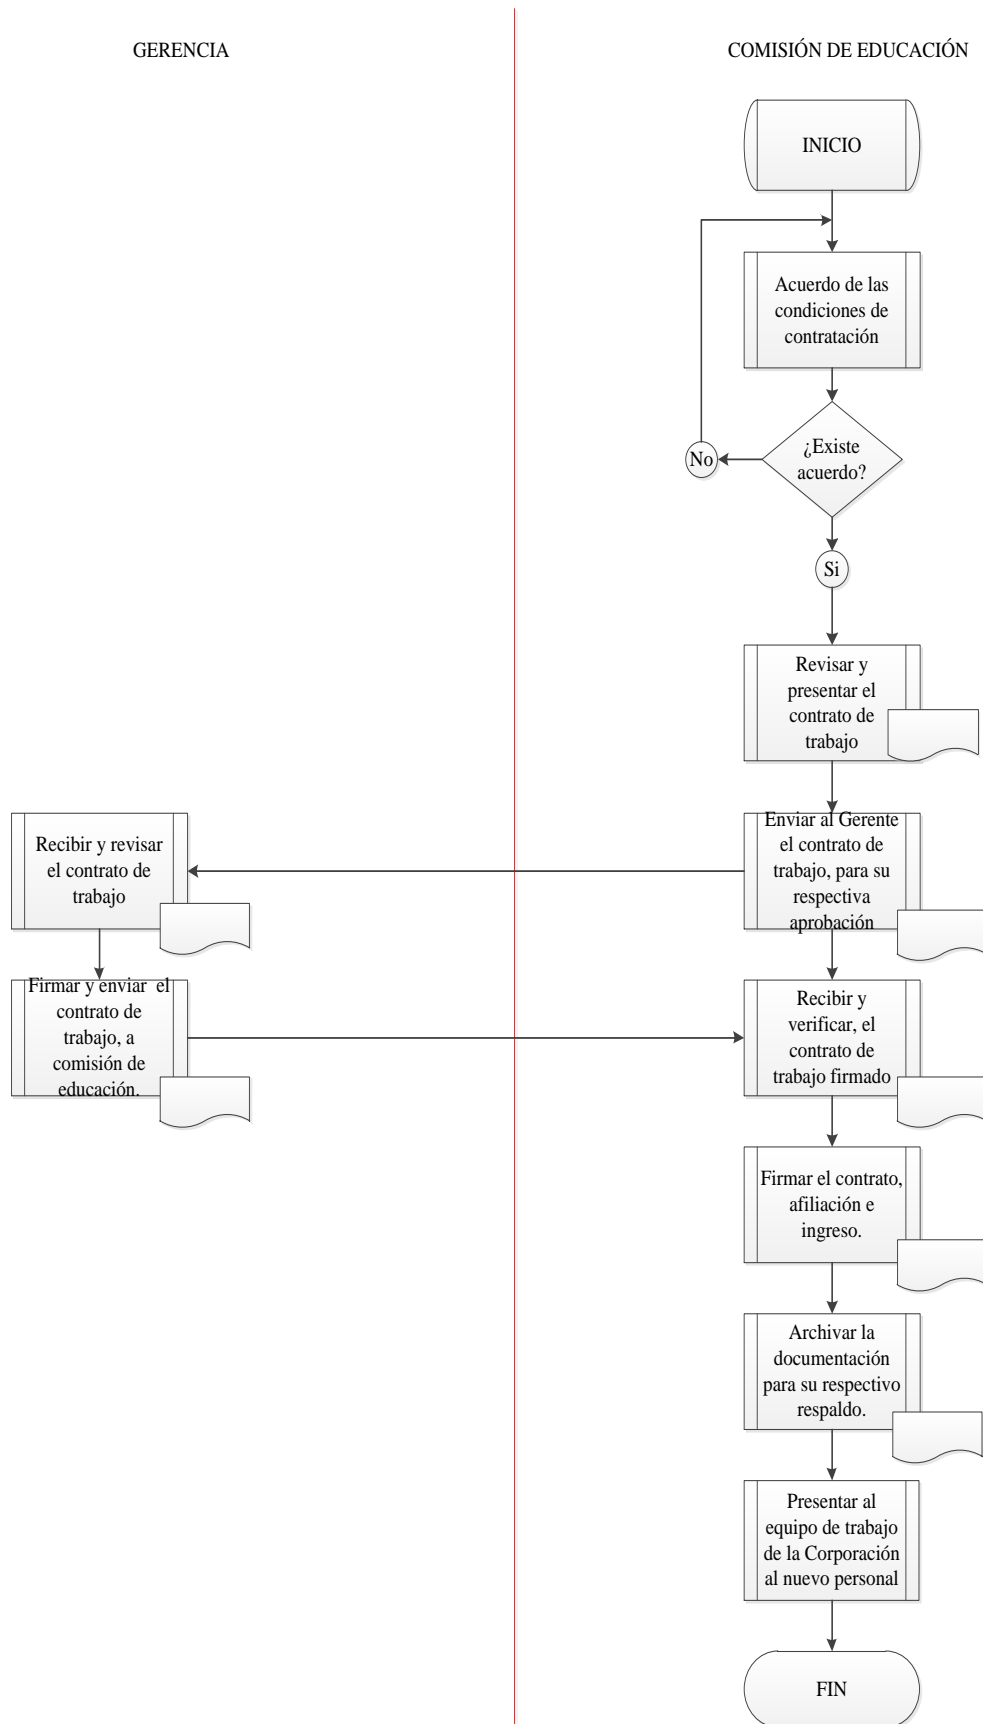 GERENCIA
COMISIÓN DE EDUCACIÓN
INICIO
Acuerdo de las
condiciones de
contratación
¿Existe
acuerdo?
No
Si
Revisar y
presentar el
contrato de
trabajo
Enviar al Gerente
el contrato de
trabajo, para su
respectiva
aprobación
Recibir y revisar
el contrato de
trabajo
Firmar y enviar  el
contrato de
trabajo, a
comisión de
educación.
Recibir y
verificar, el
contrato de
trabajo firmado
Firmar el contrato,
afiliación e
ingreso.
Archivar la
documentación
para su respectivo
respaldo.
Presentar al
equipo de trabajo
de la Corporación
al nuevo personal
FIN